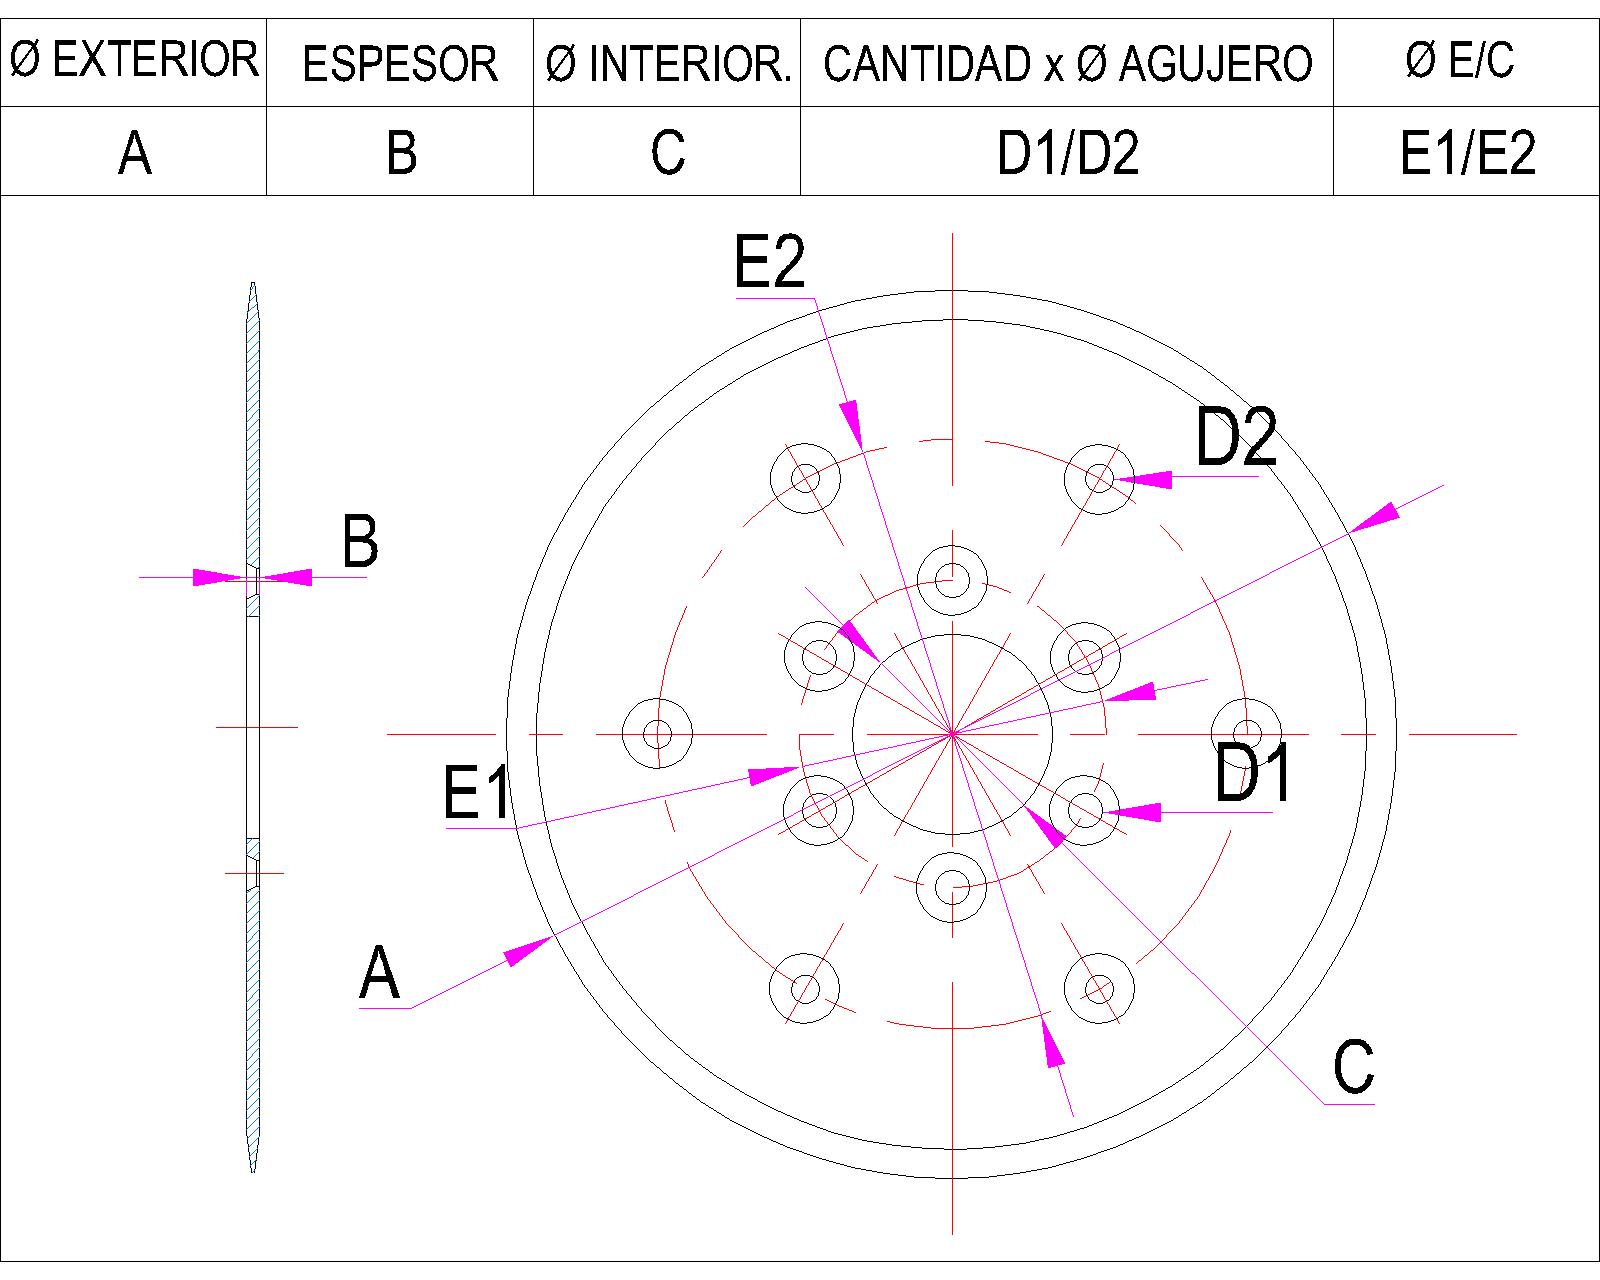 Ø EXTERIOR ESPESOR Ø INTERIOR. CANTIDAD x Ø AGUJERO Ø E/C
A B C D1/D2 E1/E2
E2
D2
B
D1
E1
A
C